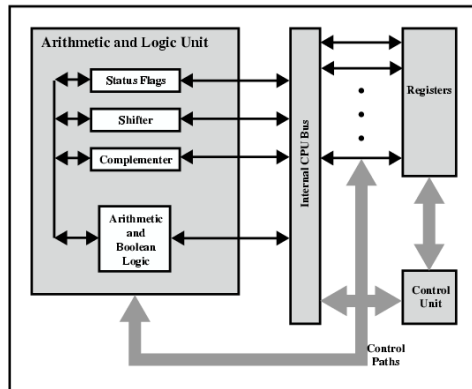 Arithmetic and Logic Unit
Status Flags
Shifter
Complementer
Arithmetic
and
Boolean
Logic
Internal CPU Bus
Registers
Control
Unit
Control
Paths